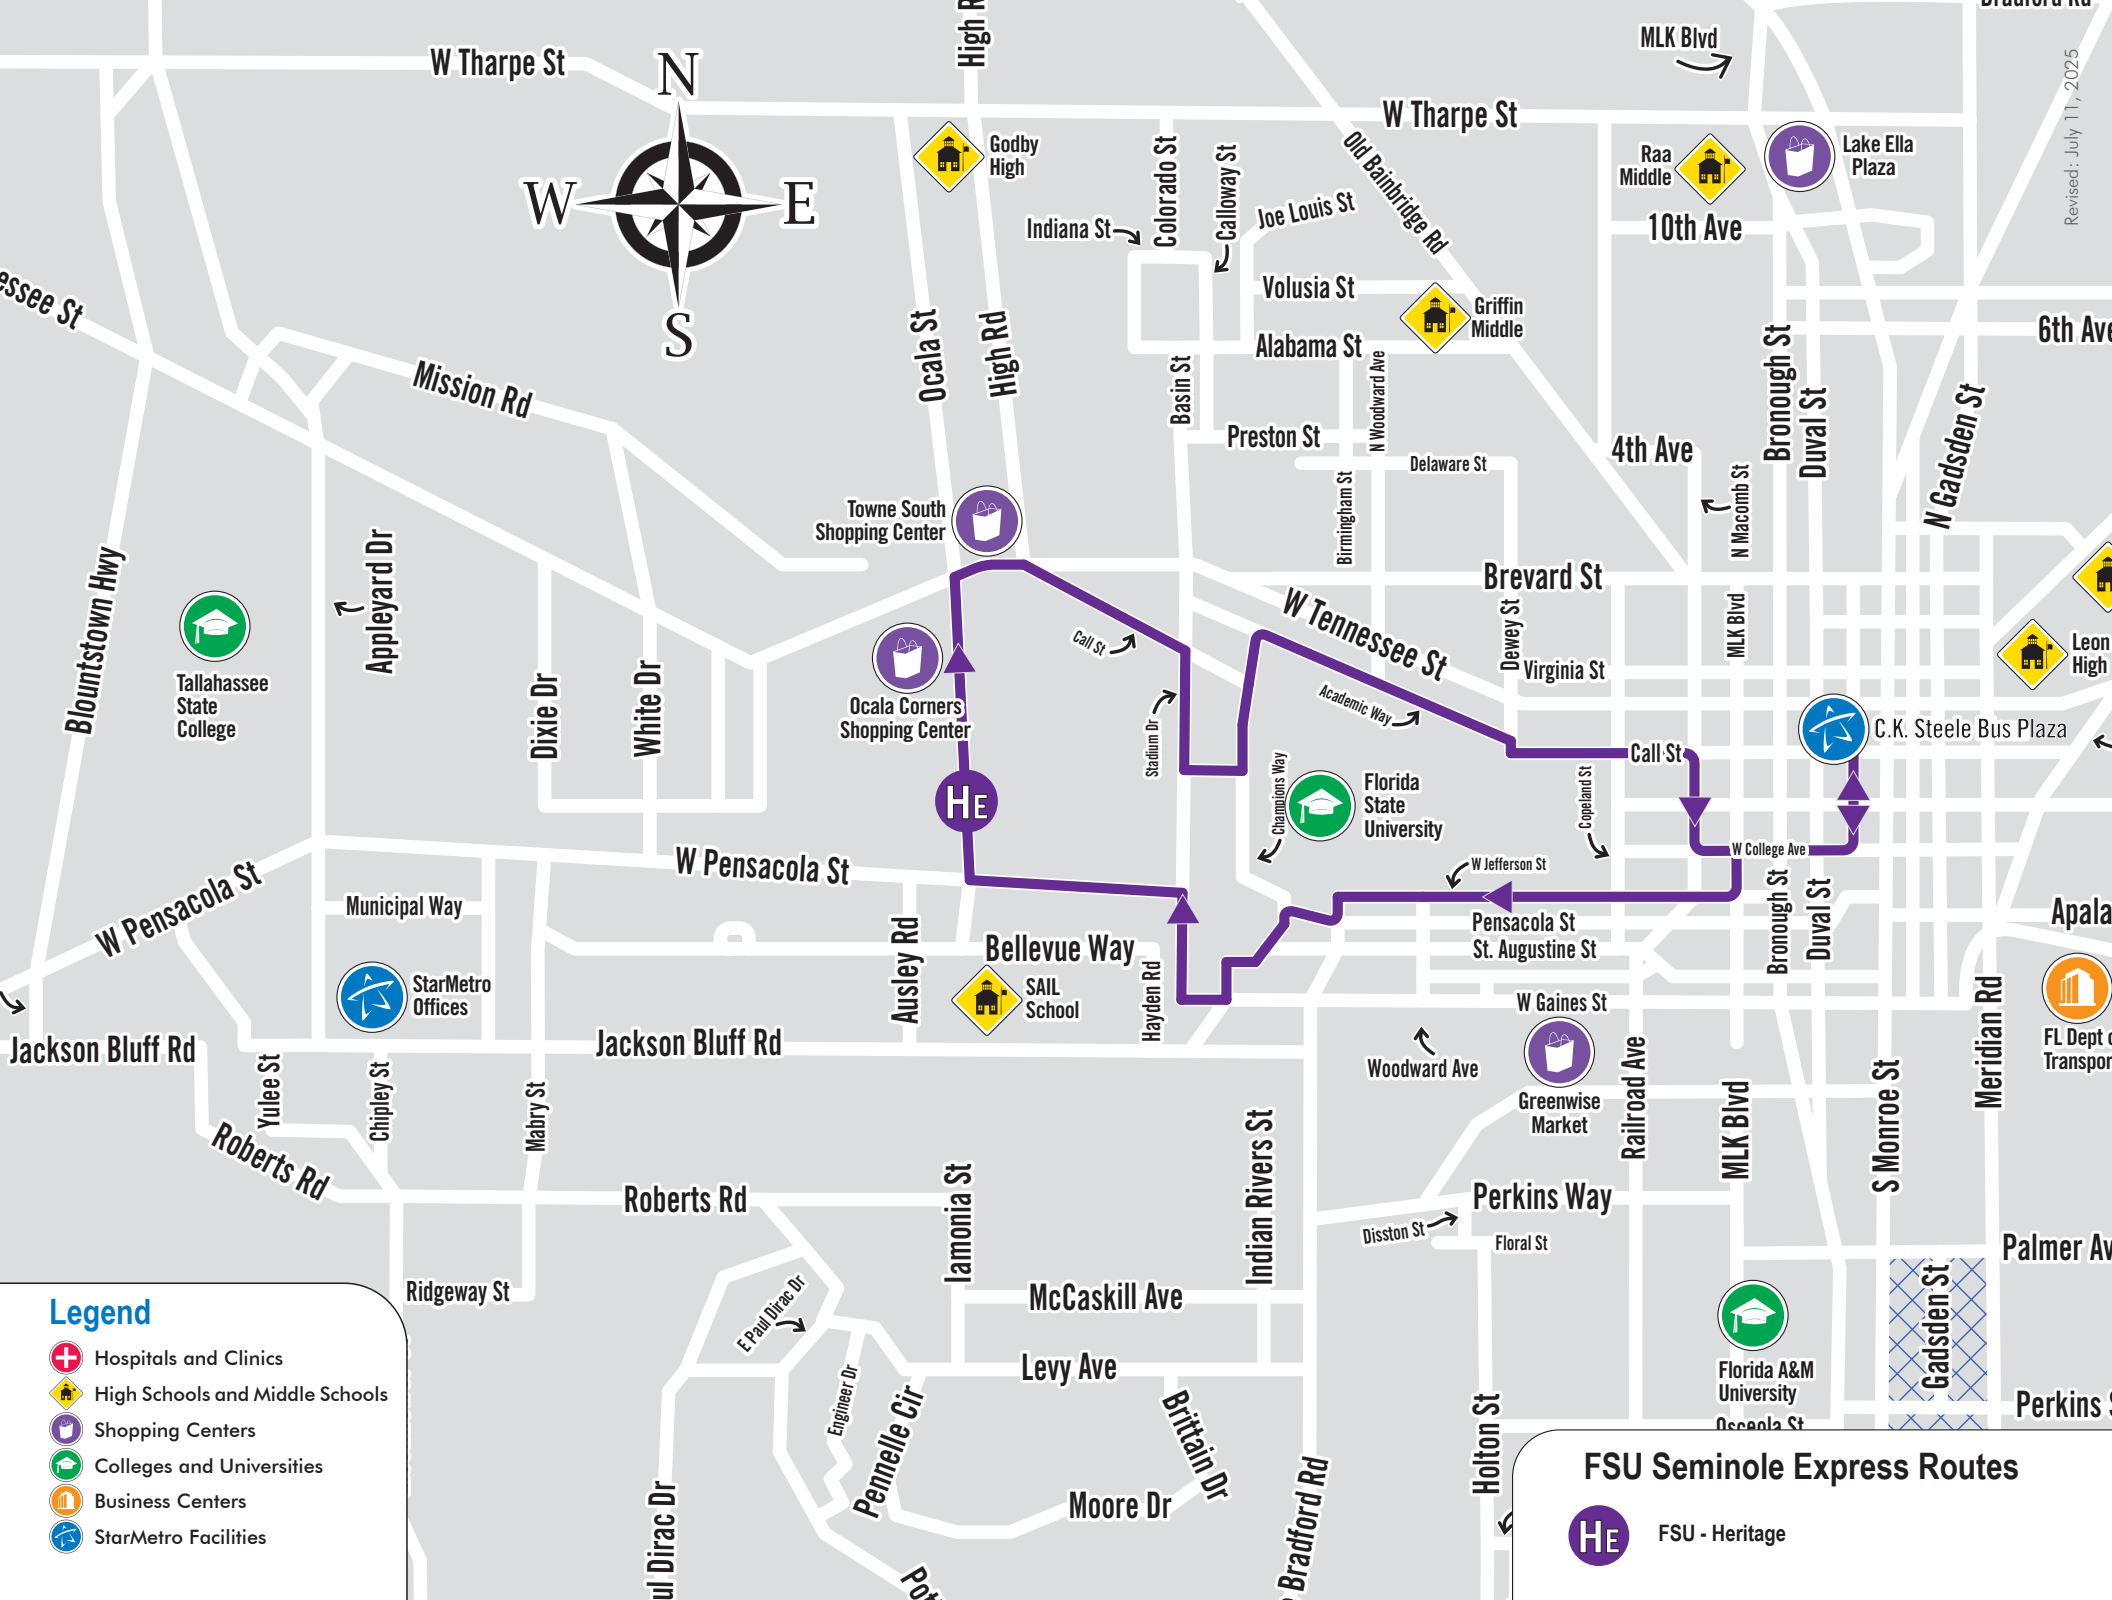 Bradford Rd
MLK Blvd
High R
W Tharpe St
N
W
E
S
W Tharpe St
Revised: July 11, 2025
Godby
High
Colorado St
Calloway St
Indiana St
Joe Louis St
Old Bainbridge Rd
Raa
Middle
Lake Ella
Plaza
10th Ave
essee St
Volusia St
Griffin
Middle
Alabama St
6th Ave
Ocala St
High Rd
Mission Rd
Basin St
N Woodward Ave
Bronough St
Duval St
N Gadsden St
Preston St
Delaware St
4th Ave
N Macomb St
Birmingham St
Towne South
Shopping Center
Blountstown Hwy
Appleyard Dr
Brevard St
W Tennessee St
Dewey St
MLK Blvd
Virginia St
Call St
Leon
High
Tallahassee
State
College
Dixie Dr
White Dr
Ocala Corners
Shopping Center
Stadium Dr
Academic Way
C.K. Steele Bus Plaza
Call St
Champions Way
Florida
State
University
Copeland St
HE
W College Ave
W Jefferson St
W Pensacola St
W Pensacola St
Municipal Way
Pensacola St
St. Augustine St
Bronough St
Duval St
Apala
Ausley Rd
Bellevue Way
Hayden Rd
StarMetro
Offices
SAIL
School
W Gaines St
Meridian Rd
FL Dept o
Transpor
Jackson Bluff Rd
Jackson Bluff Rd
Woodward Ave
Greenwise
Market
Railroad Ave
MLK Blvd
S Monroe St
Yulee St
Chipley St
Mabry St
Roberts Rd
Roberts Rd
Iamonia St
Indian Rivers St
Perkins Way
Disston St
Floral St
Palmer Av
Ridgeway St
E Paul Dirac Dr
McCaskill Ave
Levy Ave
Engineer Dr
Pennelle Cir
Brittain Dr
Moore Dr
Holton St
Florida A&M
University
Osceola St
Gadsden St
Perkins S
ul Dirac Dr
Bradford Rd
Legend
Hospitals and Clinics
High Schools and Middle Schools
Shopping Centers
Colleges and Universities
Business Centers
StarMetro Facilities
FSU Seminole Express Routes
HE
FSU - Heritage